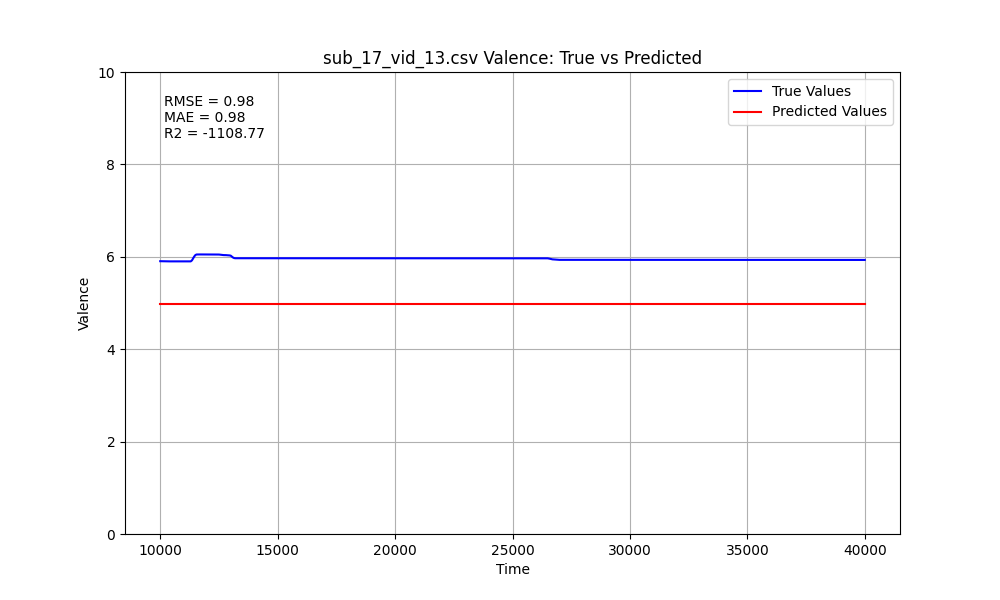 sub_17_vid_13.csv Valence: True vs Predicted
RMSE = 0.98
MAE = 0.98
R2 = -1108.77
True Values
Predicted Values
Valence
10
8
6
4
2
0
10000 15000 20000 25000 30000 35000 40000
Time